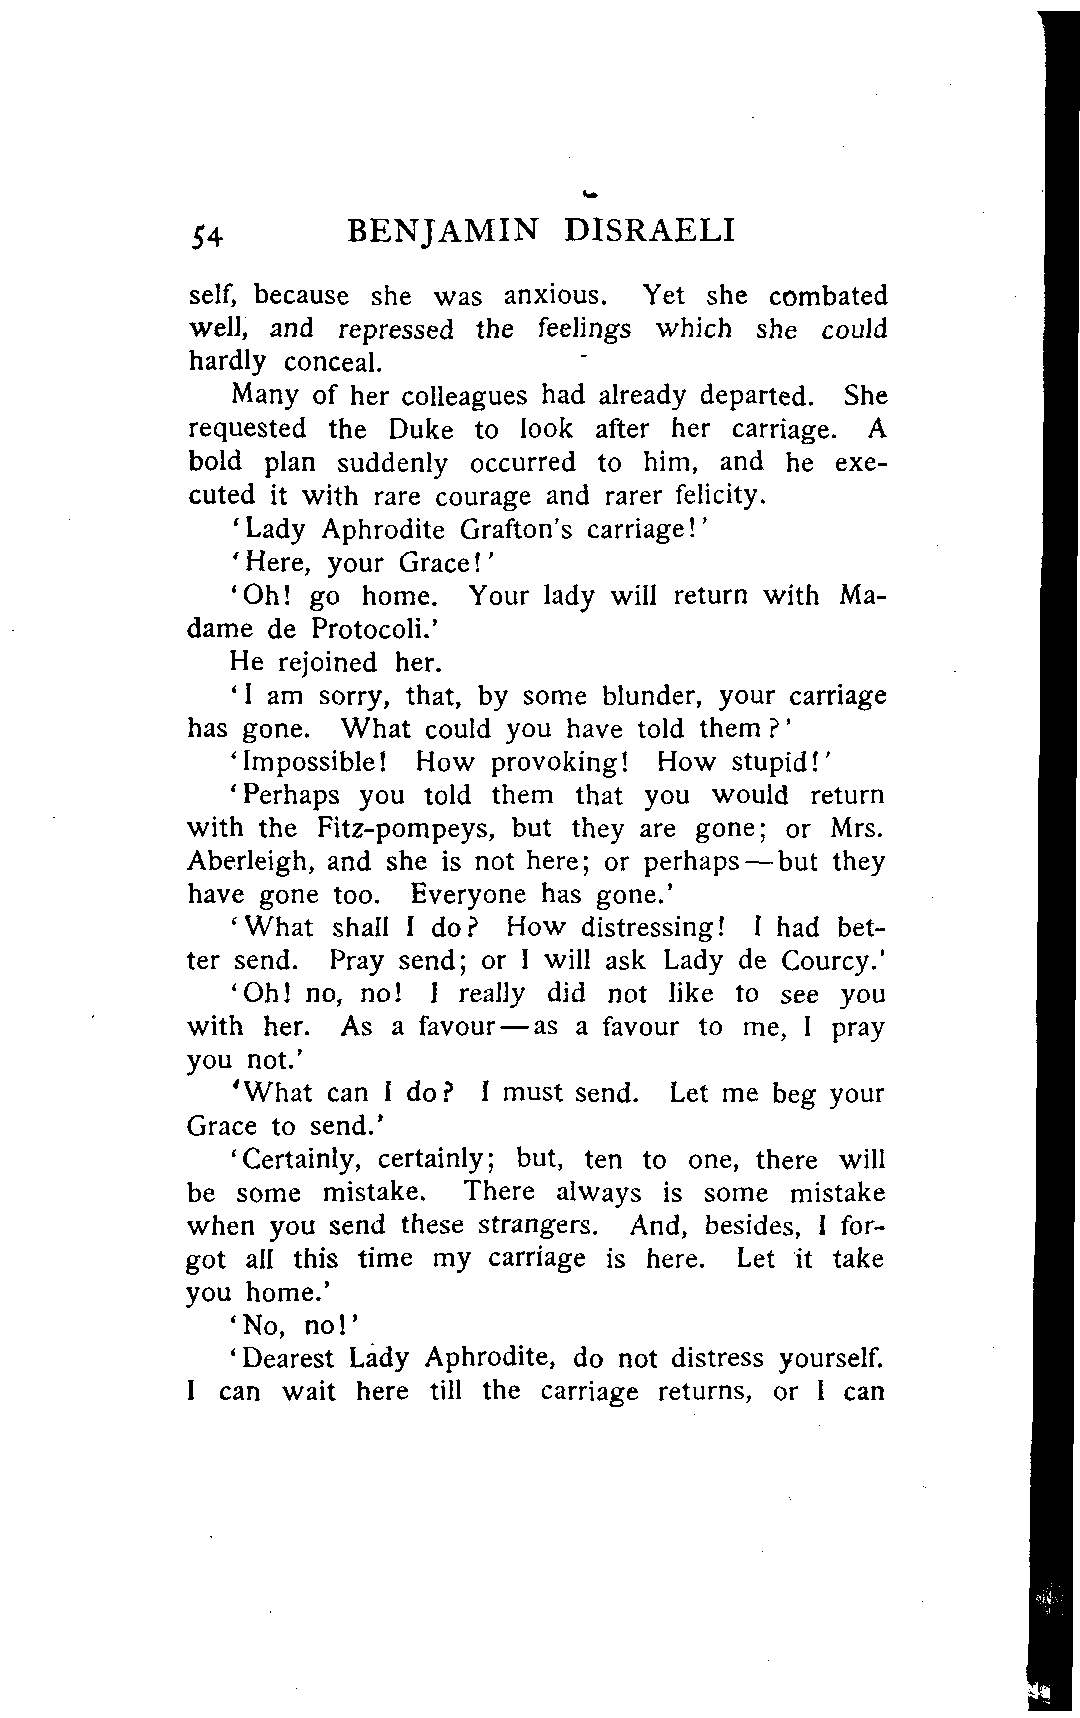 54 BENJAMIN DISRAELI
self, because she was anxious. Yet she combated
well, and repressed the feelings which she could
hardly conceal.
Many of her colleagues had already departed. She
requested the Duke to look after her carriage. A
bold plan suddenly occurred to him, and he exe-
cuted it with rare courage and rarer felicity.
‘Lady Aphrodite Grafton's carriage!’
‘Here, your Grace!’
‘Oh! go home. Your lady will return with Ma-
dame de Protocoli.’
He rejoined her.
‘I am sorry, that, by some blunder, your carriage
has gone. What could you have told them?’
‘Impossible! How provoking! How stupid!’
‘Perhaps you told them that you would return
with the Fitz-pompeys, but they are gone; or Mrs.
Aberleigh, and she is not here; or perhaps—but they
have gone too. Everyone has gone.’
‘What shall I do? How distressing! I had bet-
ter send. Pray send; or I will ask Lady de Courcy.’
‘Oh! no, no! I really did not like to see you
with her. As a favour—as a favour to me, I pray
you not.’
‘What can I do? I must send. Let me beg your
Grace to send.’
‘Certainly, certainly; but, ten to one, there will
be some mistake. There always is some mistake
when you send these strangers. And, besides, I for-
got all this time my carriage is here. Let it take
you home.’
‘No, no!’
‘Dearest Lady Aphrodite, do not distress yourself.
I can wait here till the carriage returns, or I can